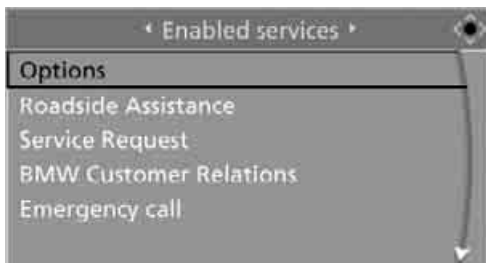 Enabled services
Options
Roadside Assistance
Service Request
BMW Customer Relations
Emergency call